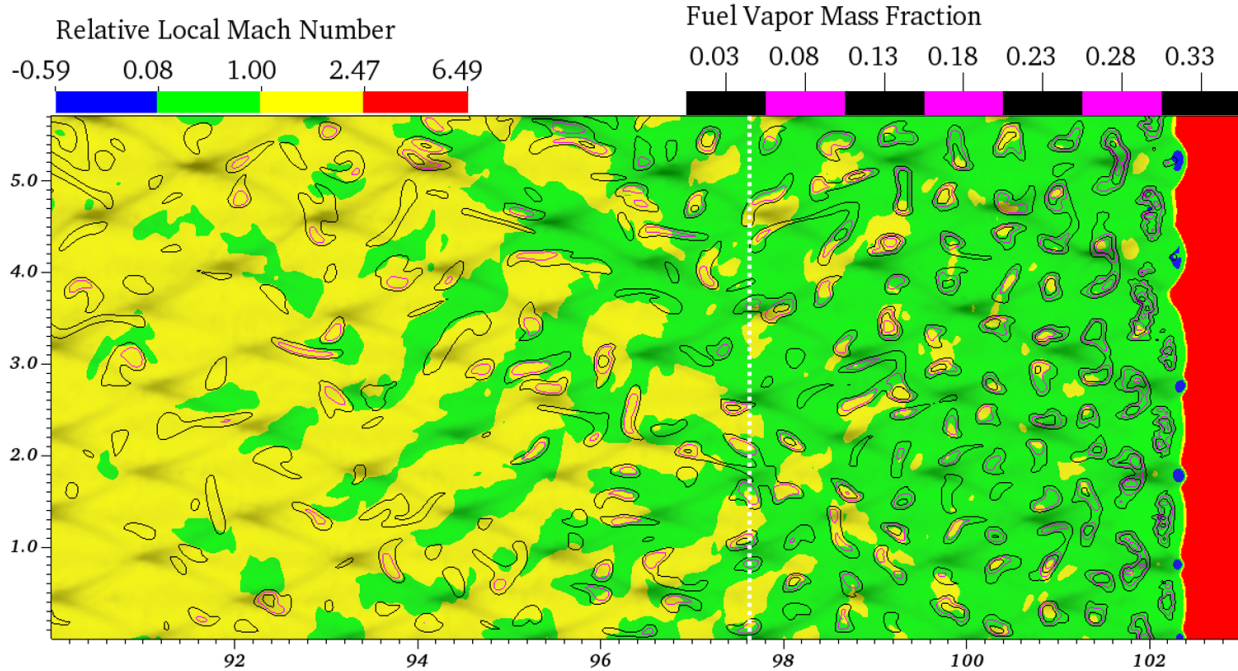 Fuel Vapor Mass Fraction
Relative Local Mach Number
0.03 0.08 0.13 0.18 0.23 0.28 0.33
-0.59 0.08 1.00 2.47 6.49
5.0
4.0
3.0
2.0
1.0
92 94 96 98 100 102